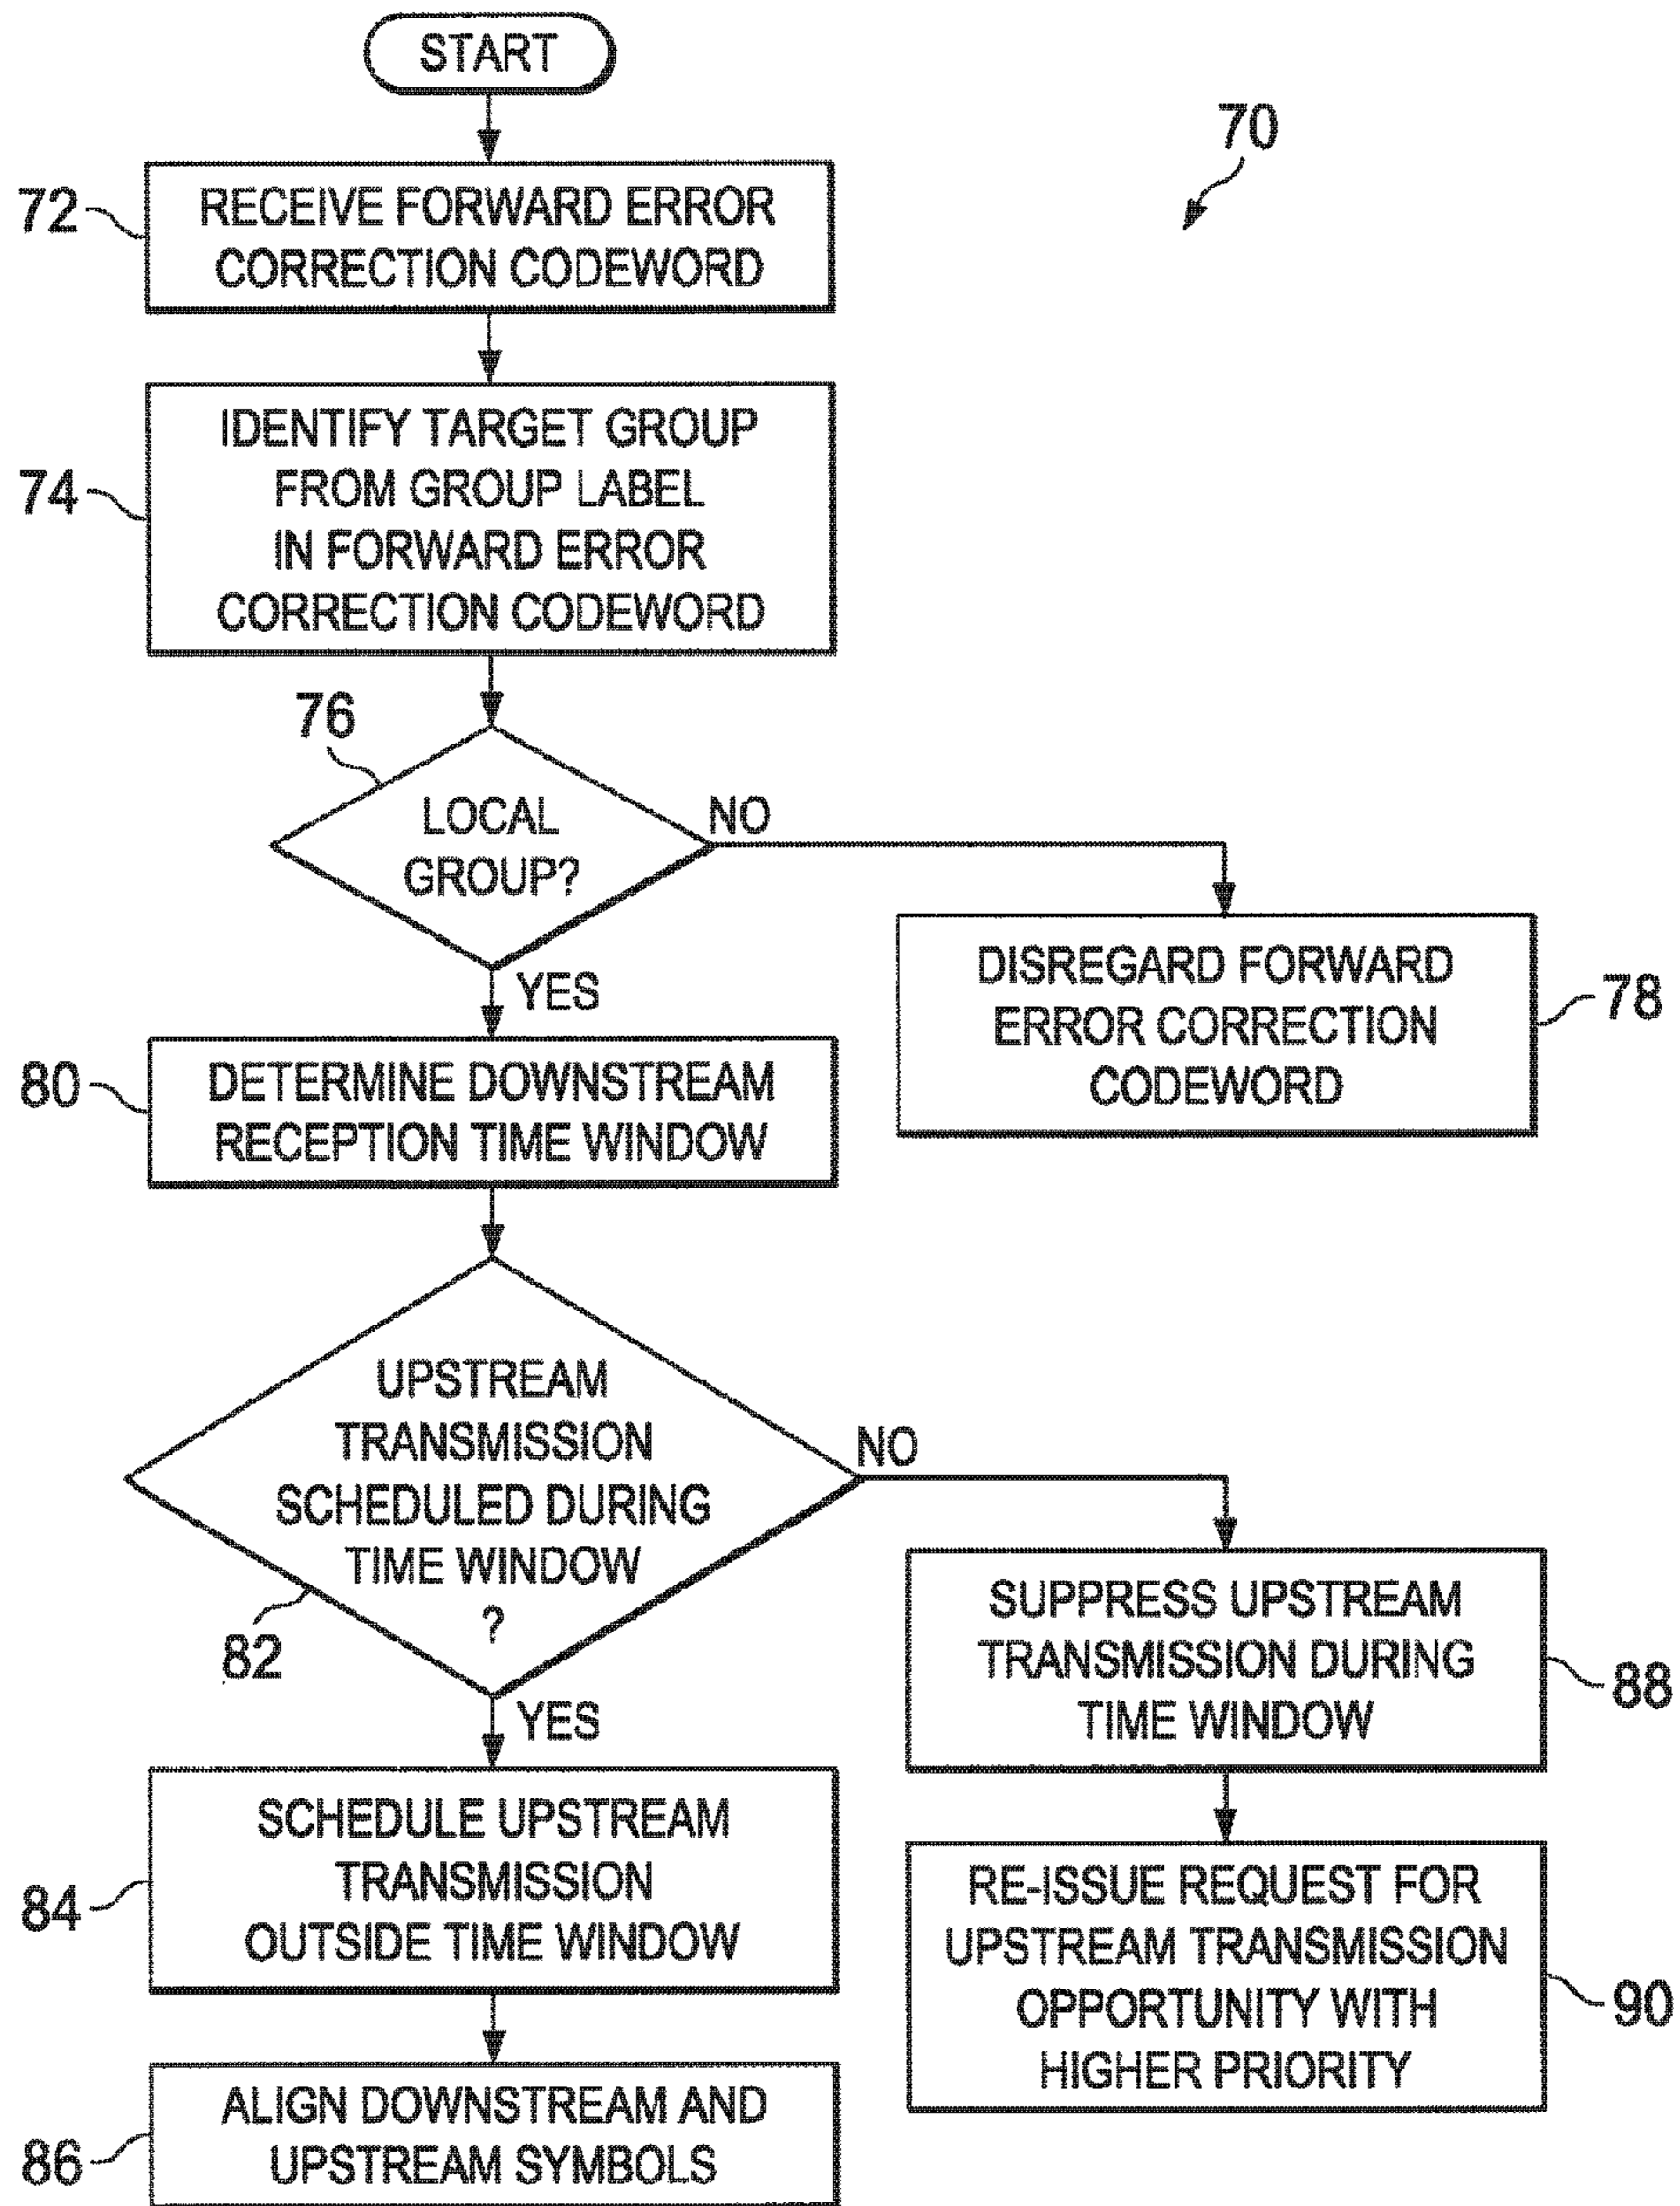 START
70
72
RECEIVE FORWARD ERROR
CORRECTION CODEWORD
74
IDENTIFY TARGET GROUP
FROM GROUP LABEL
IN FORWARD ERROR
CORRECTION CODEWORD
76
LOCAL
GROUP?
NO
YES
DISREGARD FORWARD
ERROR CORRECTION
CODEWORD
78
80
DETERMINE DOWNSTREAM
RECEPTION TIME WINDOW
UPSTREAM
TRANSMISSION
SCHEDULED DURING
TIME WINDOW
?
82
NO
YES
SUPPRESS UPSTREAM
TRANSMISSION DURING
TIME WINDOW
88
84
SCHEDULE UPSTREAM
TRANSMISSION
OUTSIDE TIME WINDOW
RE-ISSUE REQUEST FOR
UPSTREAM TRANSMISSION
OPPORTUNITY WITH
HIGHER PRIORITY
90
86
ALIGN DOWNSTREAM AND
UPSTREAM SYMBOLS